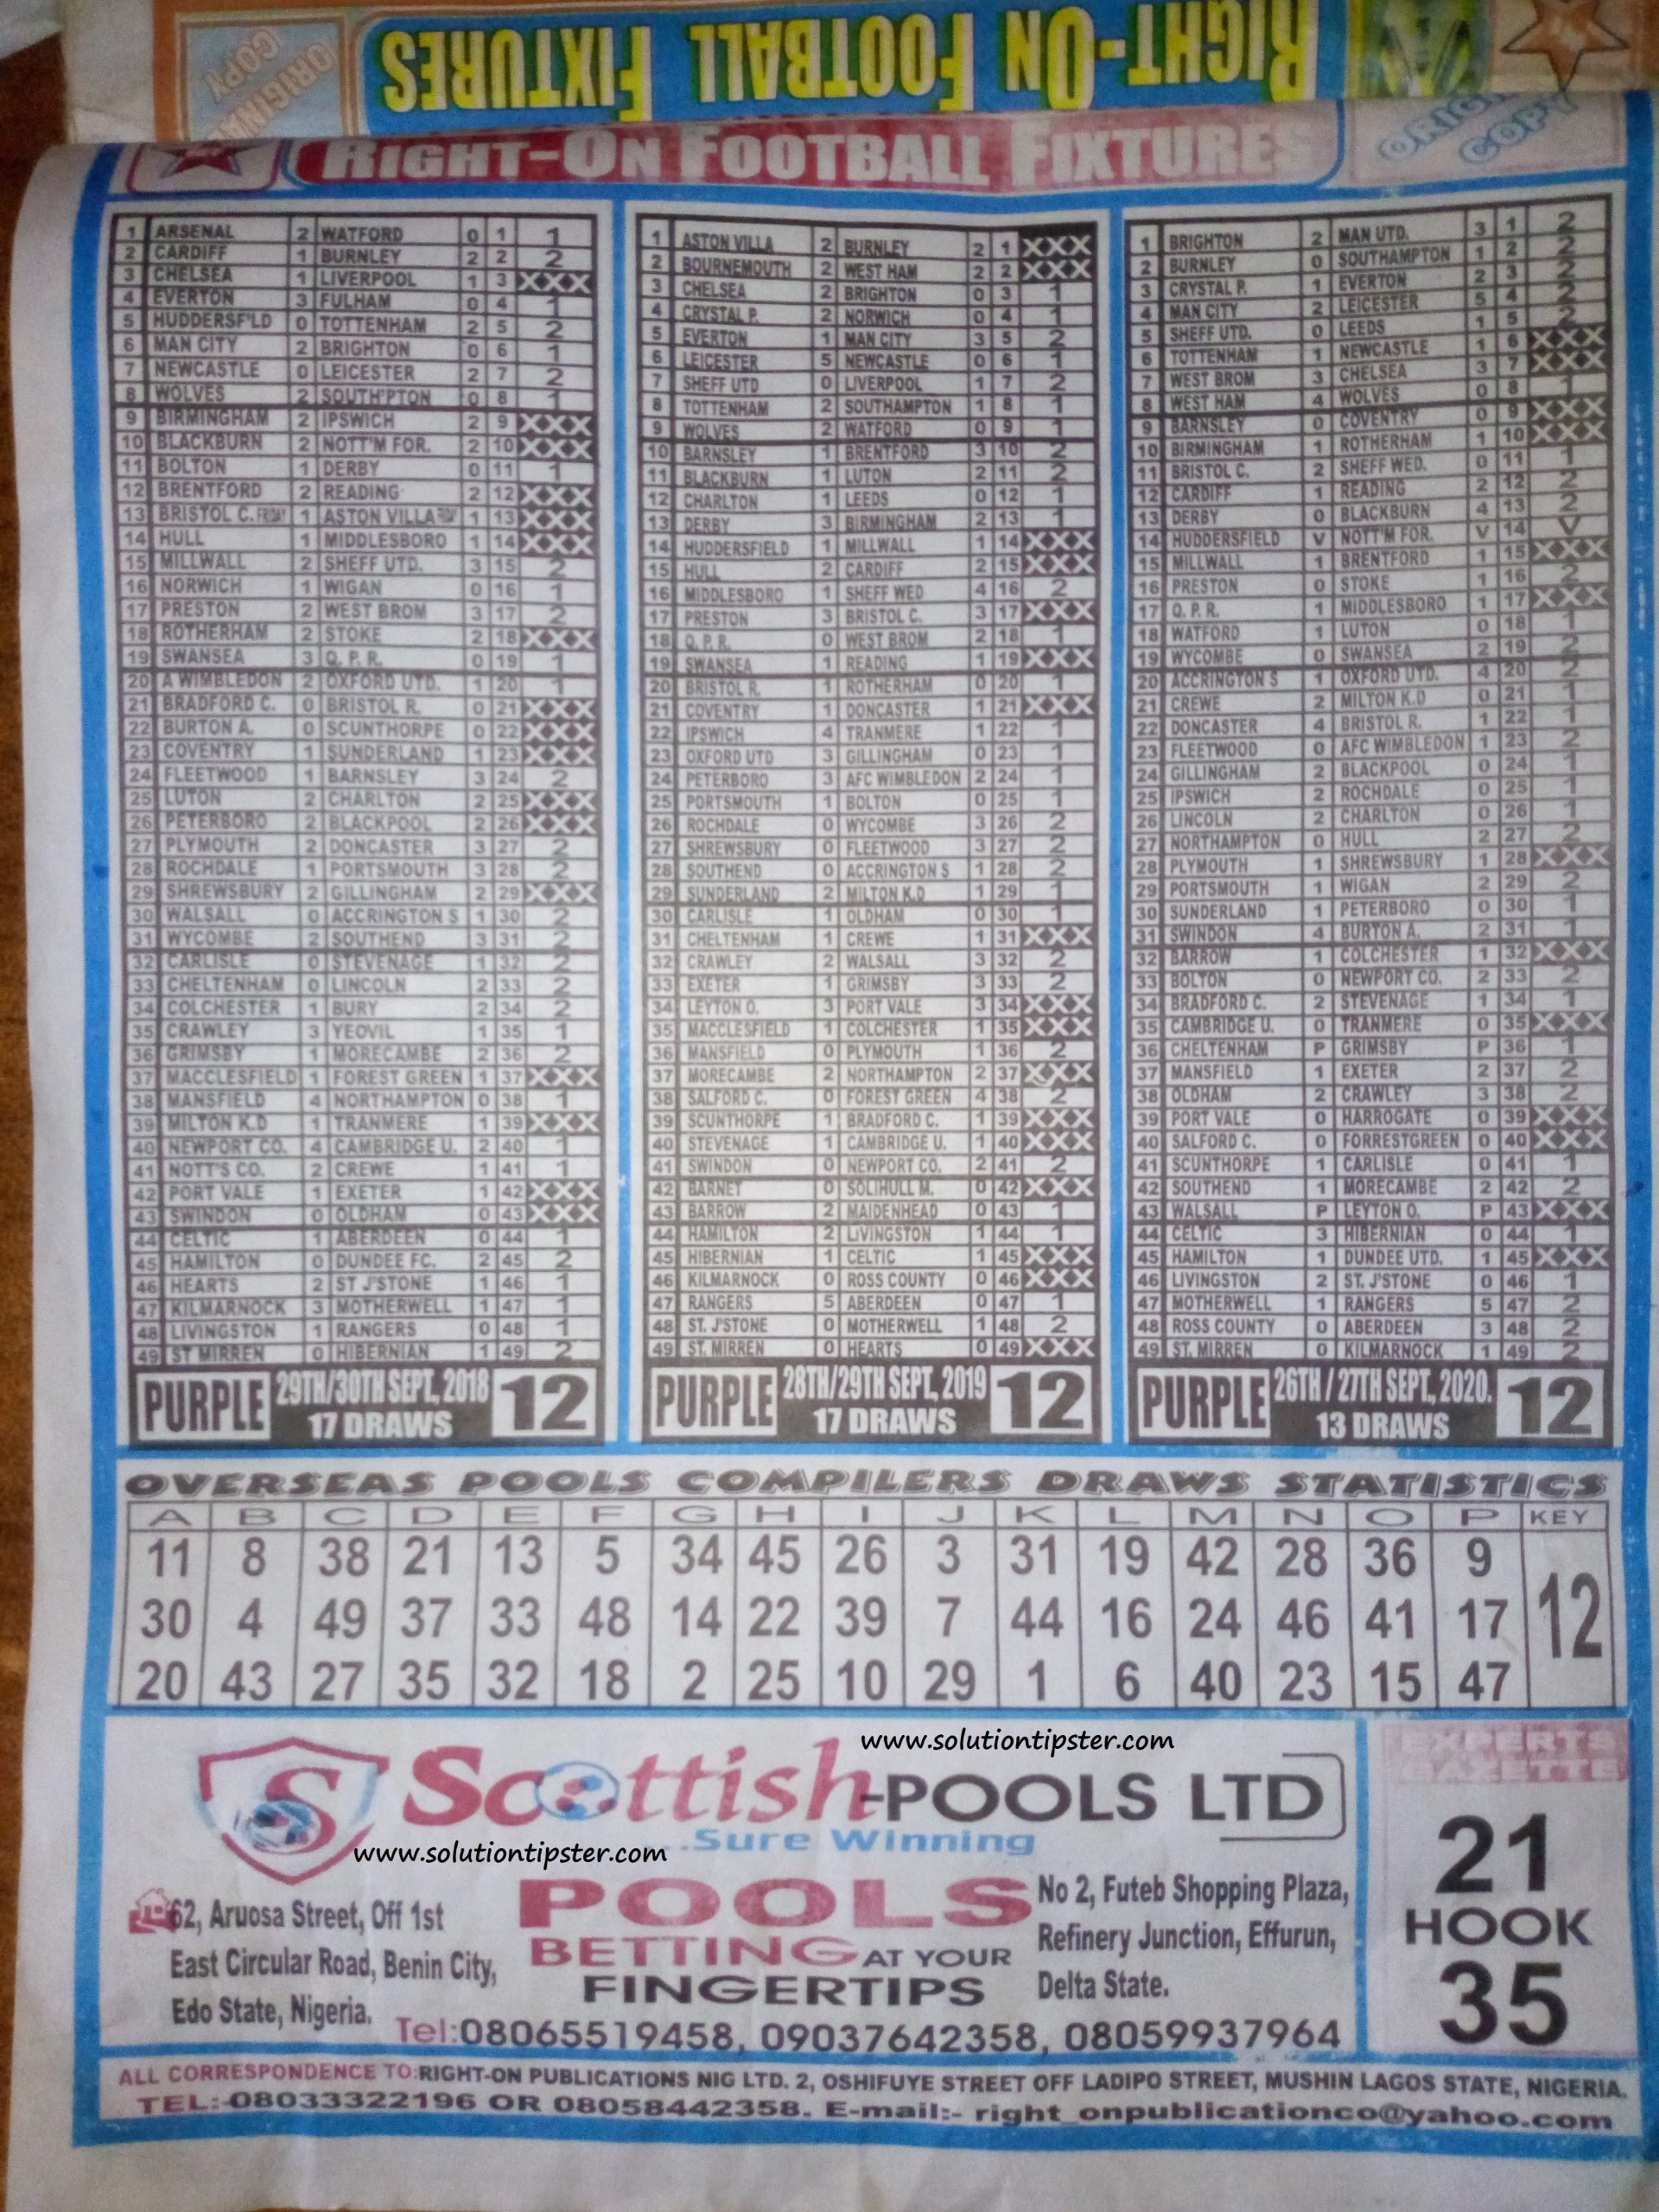 RIGHT-ON FOOTBALL FIXTURES
ORIGINAL COPY
RIGHT-ON FOOTBALL FIXTURES
COPY
1 ARSENAL 2 WATFORD 0 1 1
2 CARDIFF 1 BURNLEY 2 2 2
3 CHELSEA 1 LIVERPOOL 1 3 XXX
4 EVERTON 3 FULHAM 0 4 1
5 HUDDERSF'LD 0 TOTTENHAM 2 5 2
6 MAN CITY 2 BRIGHTON 0 6 1
7 NEWCASTLE 0 LEICESTER 2 7 2
8 WOLVES 2 SOUTH'PTON 0 8 1
9 BIRMINGHAM 2 IPSWICH 2 9 XXX
10 BLACKBURN 2 NOTT'M FOR. 2 10 XXX
11 BOLTON 1 DERBY 0 11 1
12 BRENTFORD 2 READING 2 12 XXX
13 BRISTOL C. 1 ASTON VILLA 1 13 XXX
14 HULL 1 MIDDLESBORO 1 14 XXX
15 MILLWALL 2 SHEFF UTD. 3 15 2
16 NORWICH 1 WIGAN 0 16 1
17 PRESTON 2 WEST BROM 3 17 2
18 ROTHERHAM 2 STOKE 2 18 XXX
19 SWANSEA 3 Q. P. R. 0 19 1
20 A WIMBLEDON 2 OXFORD UTD. 1 20 1
21 BRADFORD C. 0 BRISTOL R. 0 21 XXX
22 BURTON A. 0 SCUNTHORPE 0 22 XXX
23 COVENTRY 1 SUNDERLAND 1 23 XXX
24 FLEETWOOD 1 BARNSLEY 3 24 2
25 LUTON 2 CHARLTON 2 25 XXX
26 PETERBORO 2 BLACKPOOL 2 26 XXX
27 PLYMOUTH 2 DONCASTER 3 27 2
28 ROCHDALE 1 PORTSMOUTH 3 28 2
29 SHREWSBURY 2 GILLINGHAM 2 29 XXX
30 WALSALL 0 ACCRINGTON S 1 30 2
31 WYCOMBE 2 SOUTHEND 3 31 2
32 CARLISLE 0 STEVENAGE 1 32 2
33 CHELTENHAM 0 LINCOLN 2 33 2
34 COLCHESTER 1 BURY 2 34 2
35 CRAWLEY 3 YEOVIL 1 35 1
36 GRIMSBY 1 MORECAMBE 2 36 2
37 MACCLESFIELD 1 FOREST GREEN 1 37 XXX
38 MANSFIELD 4 NORTHAMPTON 0 38 1
39 MILTON K.D 1 TRANMERE 1 39 XXX
40 NEWPORT CO. 4 CAMBRIDGE U. 2 40 1
41 NOTT'S CO. 2 CREWE 1 41 1
42 PORT VALE 1 EXETER 1 42 XXX
43 SWINDON 0 OLDHAM 0 43 XXX
44 CELTIC 1 ABERDEEN 0 44 1
45 HAMILTON 0 DUNDEE FC. 2 45 2
46 HEARTS 2 ST J'STONE 1 46 1
47 KILMARNOCK 3 MOTHERWELL 1 47 1
48 LIVINGSTON 1 RANGERS 0 48 1
49 ST MIRREN 0 HIBERNIAN 1 49 2
PURPLE 29TH/30TH SEPT, 2018 12
17 DRAWS
1 ASTON VILLA 2 BURNLEY 2 1 XXX
2 BOURNEMOUTH 2 WEST HAM 2 2 XXX
3 CHELSEA 2 BRIGHTON 0 3 1
4 CRYSTAL P. 2 NORWICH 0 4 1
5 EVERTON 1 MAN CITY 3 5 2
6 LEICESTER 5 NEWCASTLE 0 6 1
7 SHEFF UTD 0 LIVERPOOL 1 7 2
8 TOTTENHAM 2 SOUTHAMPTON 1 8 1
9 WOLVES 2 WATFORD 0 9 1
10 BARNSLEY 1 BRENTFORD 3 10 2
11 BLACKBURN 1 LUTON 2 11 2
12 CHARLTON 1 LEEDS 0 12 1
13 DERBY 3 BIRMINGHAM 2 13 1
14 HUDDERSFIELD 1 MILLWALL 1 14 XXX
15 HULL 2 CARDIFF 2 15 XXX
16 MIDDLESBORO 1 SHEFF WED 4 16 2
17 PRESTON 3 BRISTOL C. 3 17 XXX
18 Q. P. R. 0 WEST BROM 2 18 1
19 SWANSEA 1 READING 1 19 XXX
20 BRISTOL R. 1 ROTHERHAM 0 20 1
21 COVENTRY 1 DONCASTER 1 21 XXX
22 IPSWICH 4 TRANMERE 1 22 1
23 OXFORD UTD 3 GILLINGHAM 0 23 1
24 PETERBORO 3 AFC WIMBLEDON 2 24 1
25 PORTSMOUTH 1 BOLTON 0 25 1
26 ROCHDALE 0 WYCOMBE 3 26 2
27 SHREWSBURY 0 FLEETWOOD 3 27 2
28 SOUTHEND 0 ACCRINGTON S 1 28 2
29 SUNDERLAND 2 MILTON K.D 1 29 1
30 CARLISLE 1 OLDHAM 0 30 1
31 CHELTENHAM 1 CREWE 1 31 XXX
32 CRAWLEY 2 WALSALL 3 32 2
33 EXETER 1 GRIMSBY 3 33 2
34 LEYTON O. 3 PORT VALE 3 34 XXX
35 MACCLESFIELD 1 COLCHESTER 1 35 XXX
36 MANSFIELD 0 PLYMOUTH 1 36 2
37 MORECAMBE 2 NORTHAMPTON 2 37 XXX
38 SALFORD C. 0 FOREST GREEN 4 38 2
39 SCUNTHORPE 1 BRADFORD C. 1 39 XXX
40 STEVENAGE 1 CAMBRIDGE U. 1 40 XXX
41 SWINDON 0 NEWPORT CO. 2 41 2
42 BARNET 0 SOLIHULL M. 0 42 XXX
43 BARROW 2 MAIDENHEAD 0 43 1
44 HAMILTON 2 LIVINGSTON 1 44 1
45 HIBERNIAN 1 CELTIC 1 45 XXX
46 KILMARNOCK 0 ROSS COUNTY 0 46 XXX
47 RANGERS 5 ABERDEEN 0 47 1
48 ST. J'STONE 0 MOTHERWELL 1 48 2
49 ST. MIRREN 0 HEARTS 0 49 XXX
PURPLE 28TH/29TH SEPT, 2019 12
17 DRAWS
1 BRIGHTON 2 MAN UTD. 3 1 2
2 BURNLEY 0 SOUTHAMPTON 1 2 2
3 CRYSTAL P. 1 EVERTON 2 3 2
4 MAN CITY 2 LEICESTER 5 4 2
5 SHEFF UTD. 0 LEEDS 1 5 2
6 TOTTENHAM 1 NEWCASTLE 1 6 XXX
7 WEST BROM 3 CHELSEA 3 7 XXX
8 WEST HAM 4 WOLVES 0 8 1
9 BARNSLEY 0 COVENTRY 0 9 XXX
10 BIRMINGHAM 1 ROTHERHAM 1 10 XXX
11 BRISTOL C. 2 SHEFF WED. 0 11 1
12 CARDIFF 1 READING 2 12 2
13 DERBY 0 BLACKBURN 4 13 2
14 HUDDERSFIELD V NOTT'M FOR. V 14 V
15 MILLWALL 1 BRENTFORD 1 15 XXX
16 PRESTON 0 STOKE 1 16 2
17 Q. P. R. 1 MIDDLESBORO 1 17 XXX
18 WATFORD 1 LUTON 0 18 1
19 WYCOMBE 0 SWANSEA 2 19 2
20 ACCRINGTON S 1 OXFORD UTD. 4 20 2
21 CREWE 2 MILTON K.D 0 21 1
22 DONCASTER 4 BRISTOL R. 1 22 1
23 FLEETWOOD 0 AFC WIMBLEDON 1 23 2
24 GILLINGHAM 2 BLACKPOOL 0 24 1
25 IPSWICH 2 ROCHDALE 0 25 1
26 LINCOLN 2 CHARLTON 0 26 1
27 NORTHAMPTON 0 HULL 2 27 2
28 PLYMOUTH 1 SHREWSBURY 1 28 XXX
29 PORTSMOUTH 1 WIGAN 2 29 2
30 SUNDERLAND 1 PETERBORO 0 30 1
31 SWINDON 4 BURTON A. 2 31 1
32 BARROW 1 COLCHESTER 1 32 XXX
33 BOLTON 0 NEWPORT CO. 2 33 2
34 BRADFORD C. 2 STEVENAGE 1 34 1
35 CAMBRIDGE U. 0 TRANMERE 0 35 XXX
36 CHELTENHAM P GRIMSBY P 36 1
37 MANSFIELD 1 EXETER 2 37 2
38 OLDHAM 2 CRAWLEY 3 38 2
39 PORT VALE 0 HARROGATE 0 39 XXX
40 SALFORD C. 0 FORRESTGREEN 0 40 XXX
41 SCUNTHORPE 1 CARLISLE 0 41 1
42 SOUTHEND 1 MORECAMBE 2 42 2
43 WALSALL P LEYTON O. P 43 XXX
44 CELTIC 3 HIBERNIAN 0 44 1
45 HAMILTON 1 DUNDEE UTD. 1 45 XXX
46 LIVINGSTON 2 ST. J'STONE 0 46 1
47 MOTHERWELL 1 RANGERS 5 47 2
48 ROSS COUNTY 0 ABERDEEN 3 48 2
49 ST. MIRREN 0 KILMARNOCK 1 49 2
PURPLE 26TH / 27TH SEPT, 2020. 12
13 DRAWS
OVERSEAS POOLS COMPILERS DRAWS STATISTICS
A B C D E F G H I J K L M N O P KEY
11 8 38 21 13 5 34 45 26 3 31 19 42 28 36 9
30 4 49 37 33 48 14 22 39 7 44 16 24 46 41 17 12
20 43 27 35 32 18 2 25 10 29 1 6 40 23 15 47
www.solutiontipster.com
S Scottish-POOLS LTD
www.solutiontipster.com ..Sure Winning
62, Aruosa Street, Off 1st
East Circular Road, Benin City,
Edo State, Nigeria.
POOLS
BETTING AT YOUR
FINGERTIPS
No 2, Futeb Shopping Plaza,
Refinery Junction, Effurun,
Delta State.
Tel:08065519458, 09037642358, 08059937964
EXPERTS
GAZETTE
21
HOOK
35
ALL CORRESPONDENCE TO:RIGHT-ON PUBLICATIONS NIG LTD. 2, OSHIFUYE STREET OFF LADIPO STREET, MUSHIN LAGOS STATE, NIGERIA.
TEL:-08033322196 OR 08058442358. E-mail:- right_onpublicationco@yahoo.com